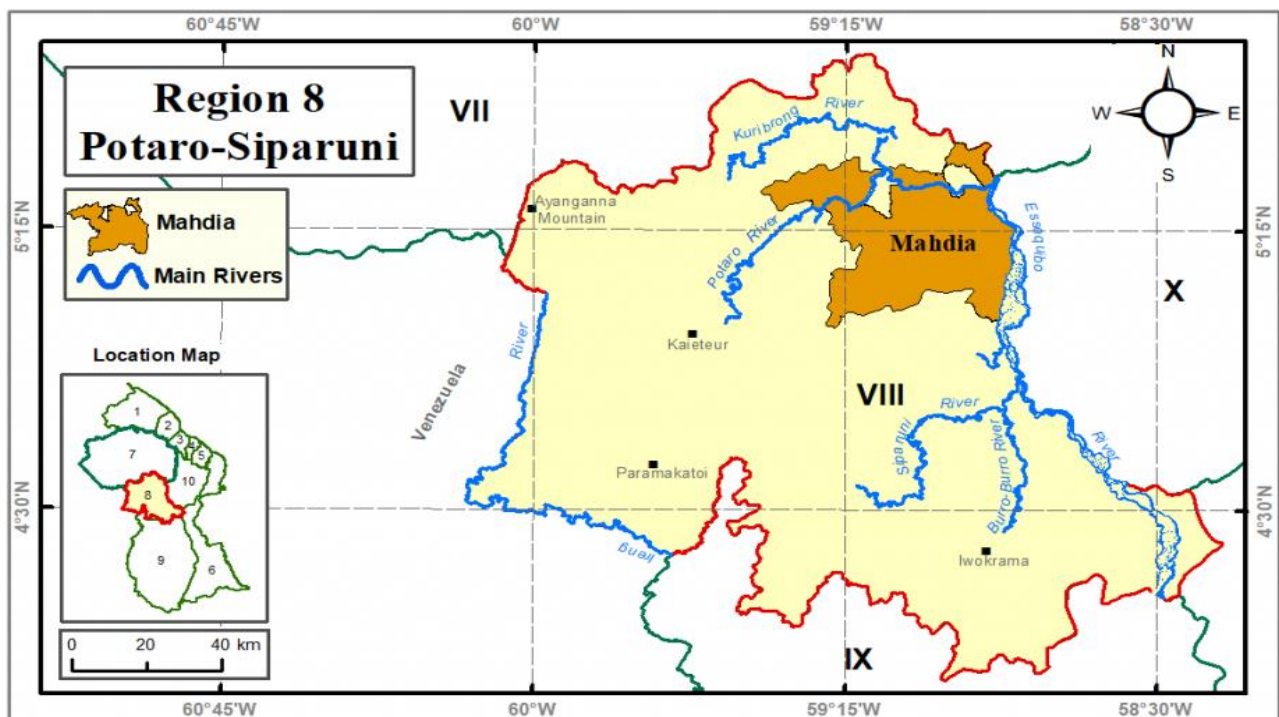 60°45'W
60°W
59°15'W
58°30'W
Region 8
Potaro-Siparuni
VII
N
W
E
S
Kuribrong
River
Mahdia
Main Rivers
Ayanganna
Mountain
5°15'N
5°15'N
Potaro
River
Mahdia
Essequibo
X
Kaieteur
River
Location Map
Venezuela
VIII
1
2
3
4
5
7
10
8
9
6
Siparuni
River
Burro-Burro River
River
Paramakatoi
4°30'N
4°30'N
Ireng
Iwokrama
0 20 40 km
IX
60°45'W
60°W
59°15'W
58°30'W